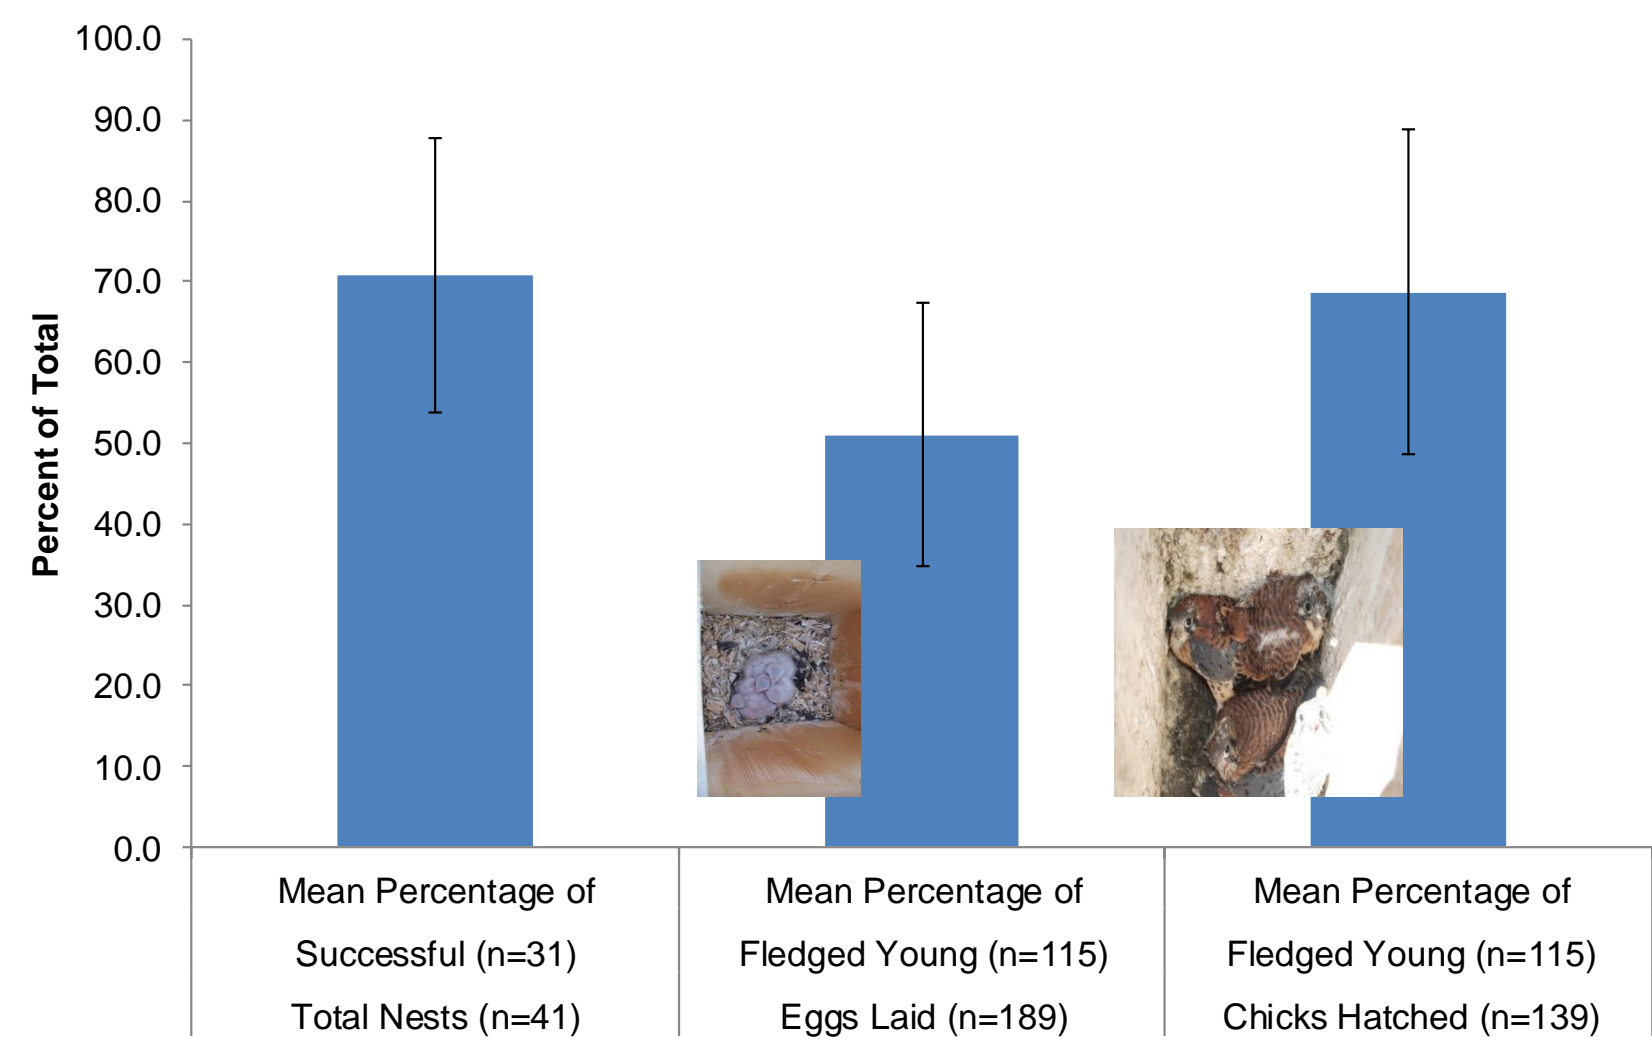 100.0
90.0
80.0
70.0
60.0
50.0
40.0
30.0
20.0
10.0
0.0
Percent of Total
Mean Percentage of
Successful (n=31)
Total Nests (n=41)
Mean Percentage of
Fledged Young (n=115)
Eggs Laid (n=189)
Mean Percentage of
Fledged Young (n=115)
Chicks Hatched (n=139)